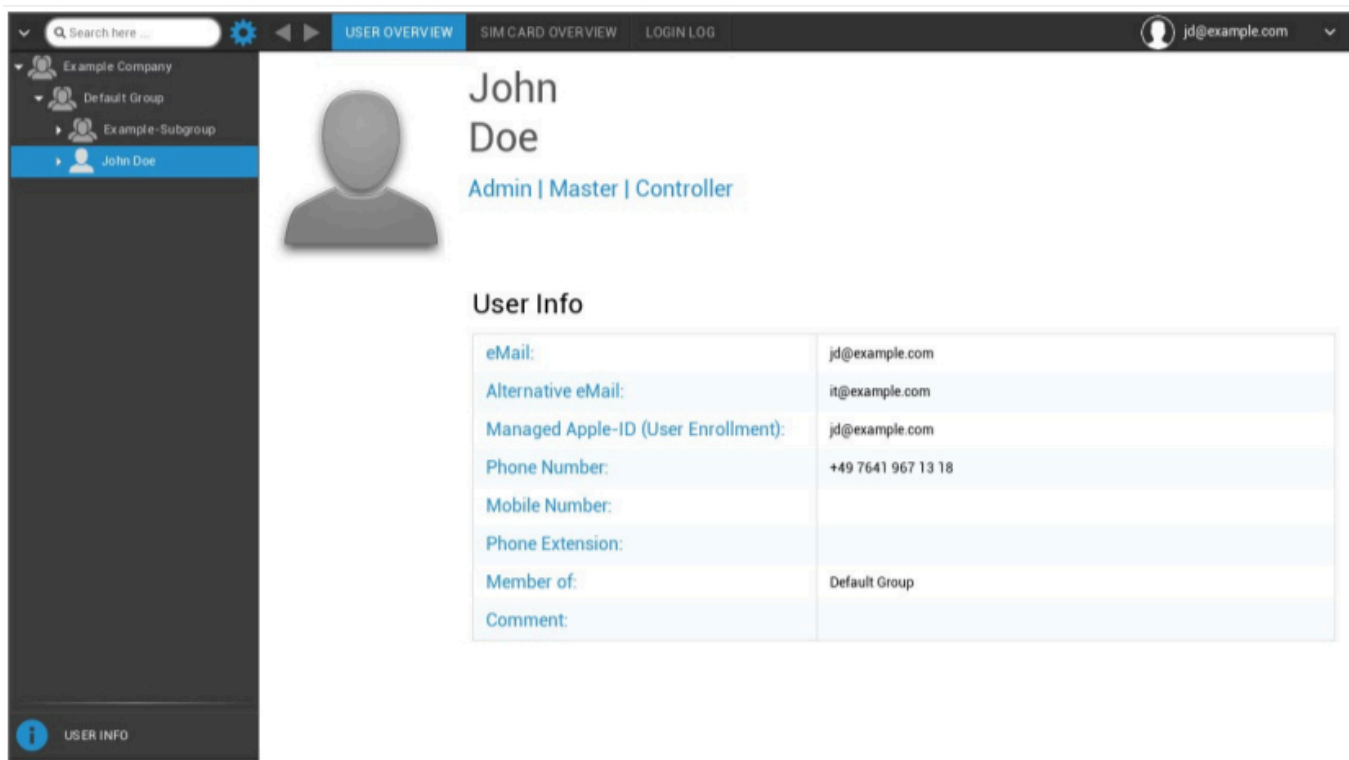 Search here ...
USER OVERVIEW
SIM CARD OVERVIEW
LOGIN LOG
jd@example.com
Example Company
Default Group
Example-Subgroup
John Doe
John
Doe
Admin | Master | Controller
User Info
eMail: jd@example.com
Alternative eMail: it@example.com
Managed Apple-ID (User Enrollment): jd@example.com
Phone Number: +49 7641 967 13 18
Mobile Number:
Phone Extension:
Member of: Default Group
Comment:
USER INFO